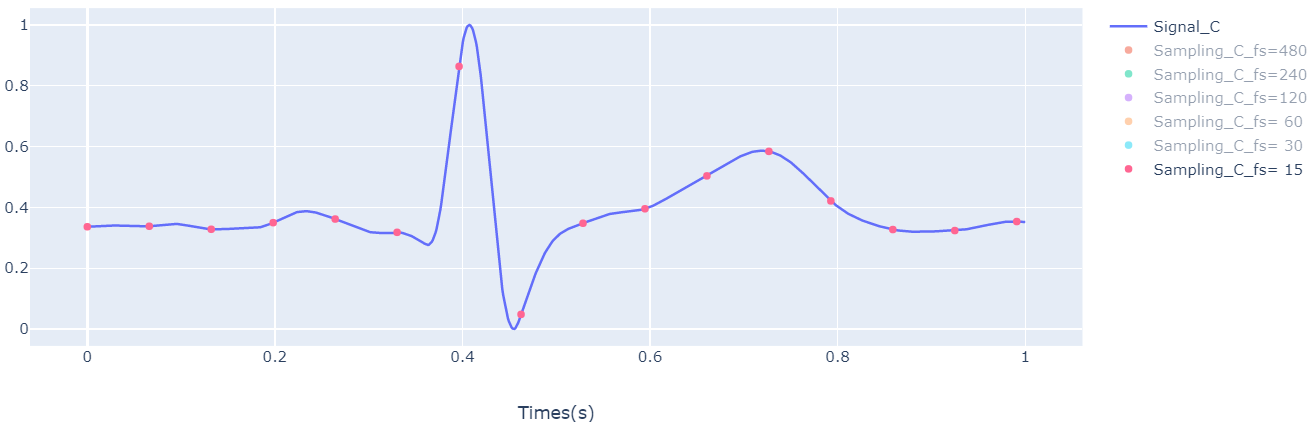 1
0.8
0.6
0.4
0.2
0
0 0.2 0.4 0.6 0.8 1
Times(s)
Signal_C
Sampling_C_fs=480
Sampling_C_fs=240
Sampling_C_fs=120
Sampling_C_fs= 60
Sampling_C_fs= 30
Sampling_C_fs= 15